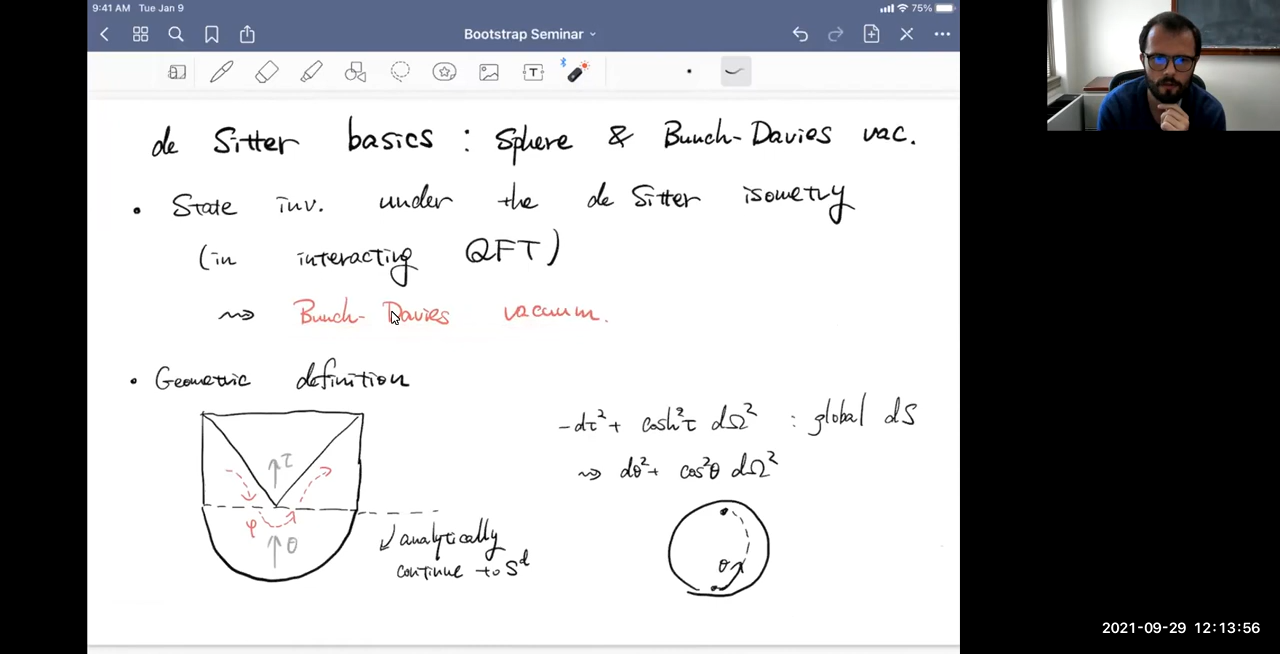 9:41 AM Tue Jan 9
75%
Bootstrap Seminar
T
de Sitter basics : Sphere & Bunch-Davies vac.
• State inv. under the de Sitter isometry
(in interacting QFT)
⇝ Bunch-Davies vacuum.
• Geometric definition
-dτ² + cosh²τ dΩ² : global dS
⇝ dθ² + cos²θ dΩ²
↑τ
φ
↑θ
↙ analytically
continue to S^d
θ
2021-09-29 12:13:56